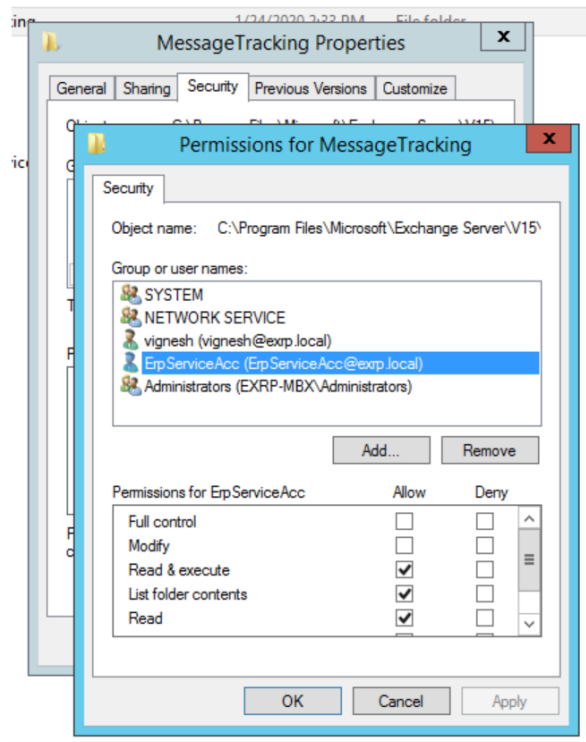 1/24/2020 2:33 PM File folder
MessageTracking Properties
x
General Sharing Security Previous Versions Customize
Permissions for MessageTracking
x
Security
Object name: C:\Program Files\Microsoft\Exchange Server\V15\
Group or user names:
SYSTEM
NETWORK SERVICE
vignesh (vignesh@exrp.local)
ErpServiceAcc (ErpServiceAcc@exrp.local)
Administrators (EXRP-MBX\Administrators)
Add... Remove
Permissions for ErpServiceAcc Allow Deny
Full control
Modify
Read & execute
List folder contents
Read
OK Cancel Apply